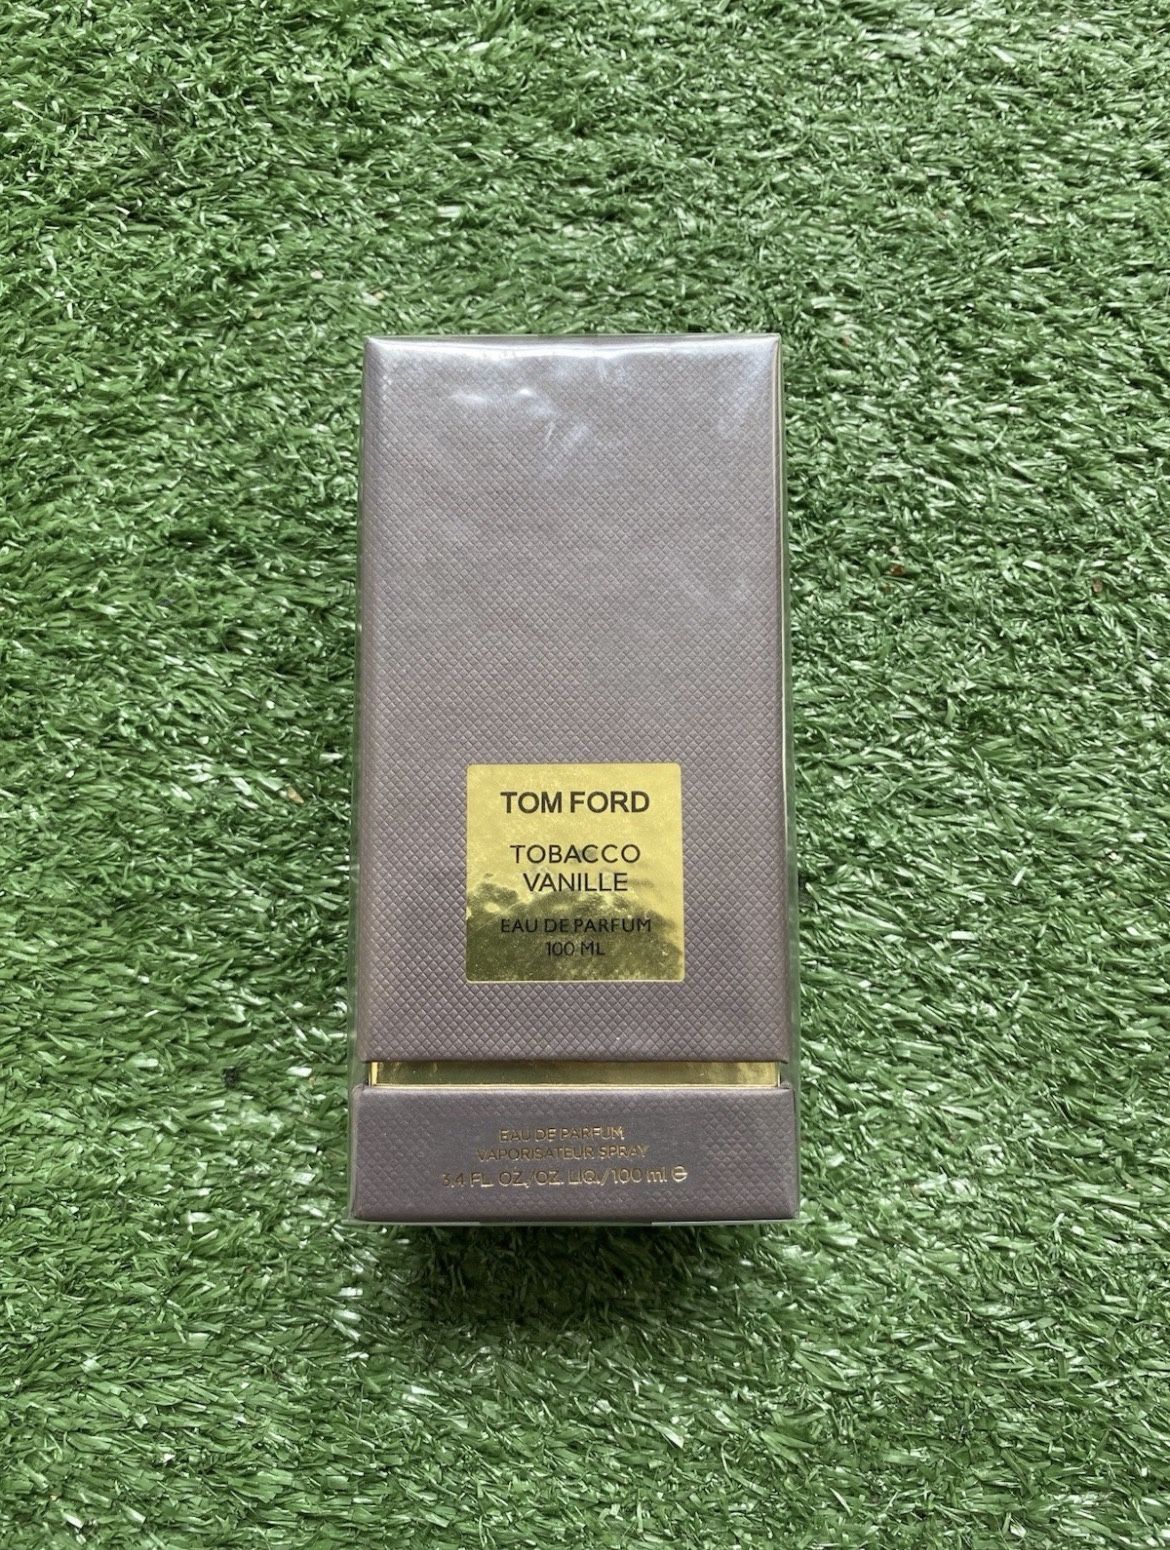 TOM FORD
TOBACCO
VANILLE
EAU DE PARFUM
100 ML
EAU DE PARFUM
VAPORISATEUR SPRAY
3.4 FL. OZ./OZ. LIQ./100 ml ℮